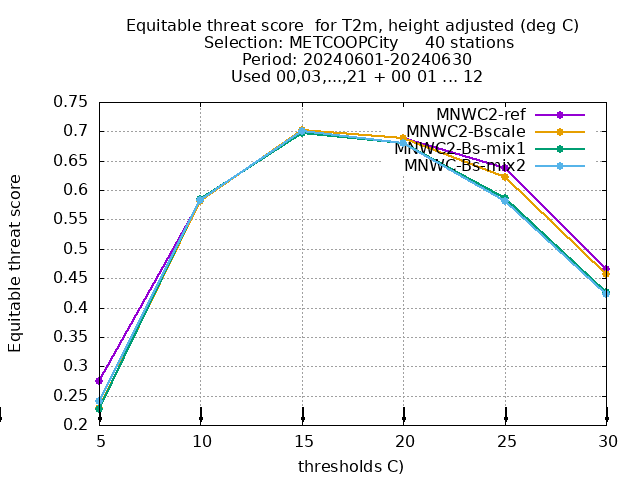 Equitable threat score  for T2m, height adjusted (deg C)
Selection: METCOOPCity     40 stations
Period: 20240601-20240630
Used 00,03,...,21 + 00 01 ... 12
MNWC2-ref
MNWC2-Bscale
MNWC2-Bs-mix1
MNWC-Bs-mix2
Equitable threat score
0.75
0.7
0.65
0.6
0.55
0.5
0.45
0.4
0.35
0.3
0.25
0.2
5
10
15
20
25
30
thresholds C)